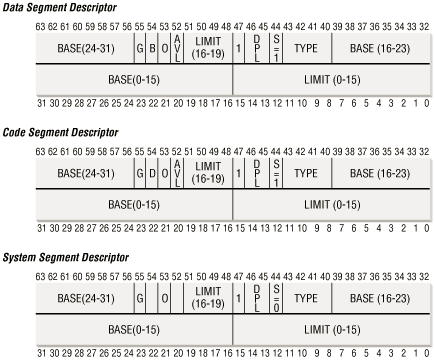 Data Segment Descriptor
63 62 61 60 59 58 57 56 55 54 53 52 51 50 49 48 47 46 45 44 43 42 41 40 39 38 37 36 35 34 33 32
BASE(24-31) G B O AVL LIMIT (16-19) 1 DPL S=1 TYPE BASE (16-23)
BASE(0-15) LIMIT (0-15)
31 30 29 28 27 26 25 24 23 22 21 20 19 18 17 16 15 14 13 12 11 10 9 8 7 6 5 4 3 2 1 0
Code Segment Descriptor
63 62 61 60 59 58 57 56 55 54 53 52 51 50 49 48 47 46 45 44 43 42 41 40 39 38 37 36 35 34 33 32
BASE(24-31) G D O AVL LIMIT (16-19) 1 DPL S=1 TYPE BASE (16-23)
BASE(0-15) LIMIT (0-15)
31 30 29 28 27 26 25 24 23 22 21 20 19 18 17 16 15 14 13 12 11 10 9 8 7 6 5 4 3 2 1 0
System Segment Descriptor
63 62 61 60 59 58 57 56 55 54 53 52 51 50 49 48 47 46 45 44 43 42 41 40 39 38 37 36 35 34 33 32
BASE(24-31) G O LIMIT (16-19) 1 DPL S=0 TYPE BASE (16-23)
BASE(0-15) LIMIT (0-15)
31 30 29 28 27 26 25 24 23 22 21 20 19 18 17 16 15 14 13 12 11 10 9 8 7 6 5 4 3 2 1 0